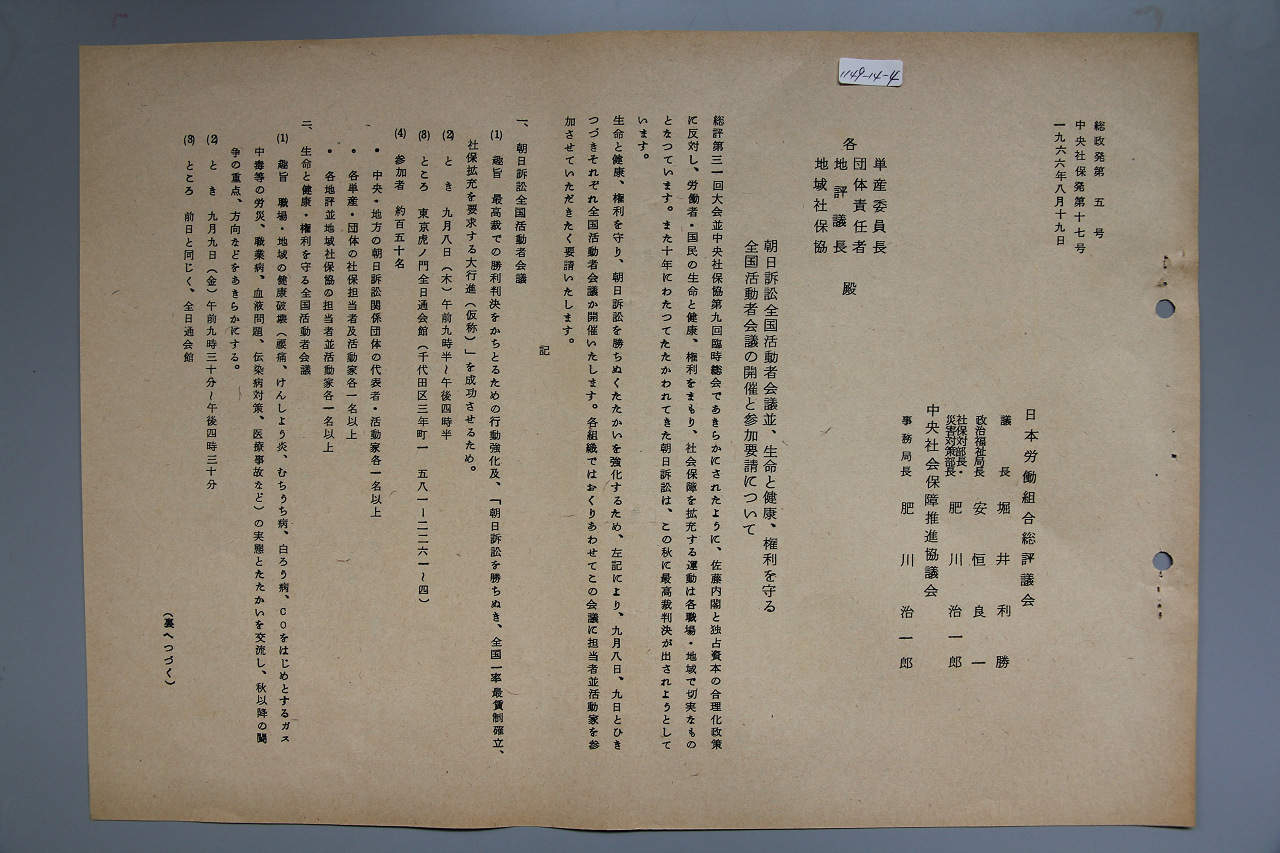 1149-14-4
総政発第五号
中央社保発第十七号
一九六六年八月十九日
日本労働組合総評議会
議長 堀井利勝
政治福祉局長 安恒良一
社保対部長・
災害対策部長 肥川治一郎
中央社会保障推進協議会
事務局長 肥川治一郎
単産委員長
団体責任者
各地評議長 殿
地域社保協
朝日訴訟全国活動者会議並、生命と健康、権利を守る
全国活動者会議の開催と参加要請について
総評第三一回大会並中央社保協第九回臨時総会であきらかにされたように、佐藤内閣と独占資本の合理化政策
に反対し、労働者・国民の生命と健康、権利をまもり、社会保障を拡充する運動は各職場・地域で切実なもの
となつています。また十年にわたつてたたかわれてきた朝日訴訟は、この秋に最高裁判決が出されようとして
います。
生命と健康、権利を守り、朝日訴訟を勝ちぬくたたかいを強化するため、左記により、九月八日、九日とひき
つづきそれぞれ全国活動者会議か開催いたします。各組織ではおくりあわせてこの会議に担当者並活動家を参
加させていただきたく要請いたします。
記
一、朝日訴訟全国活動者会議
(1) 趣旨 最高裁での勝利判決をかちとるための行動強化及、「朝日訴訟を勝ちぬき、全国一率最賃制確立、
社保拡充を要求する大行進(仮称)」を成功させるため。
(2) とき 九月八日(木)午前九時半〜午後四時半
(3) ところ 東京虎ノ門全日通会館(千代田区三年町一 五八一ー二二六一〜四)
(4) 参加者 約百五十名
・中央・地方の朝日訴訟関係団体の代表者・活動家各一名以上
・各単産・団体の社保担当者及活動家各一名以上
・各地評並地域社保協の担当者並活動家各一名以上
二、生命と健康・権利を守る全国活動者会議
(1) 趣旨 職場・地域の健康破壊(腰痛、けんしよう炎、むちうち病、白ろう病、COをはじめとするガス
中毒等の労災、職業病、血液問題、伝染病対策、医療事故など)の実態とたたかいを交流し、秋以降の闘
争の重点、方向などをあきらかにする。
(2) とき 九月九日(金)午前九時三十分〜午後四時三十分
(3) ところ 前日と同じく、全日通会館
(裏へつづく)